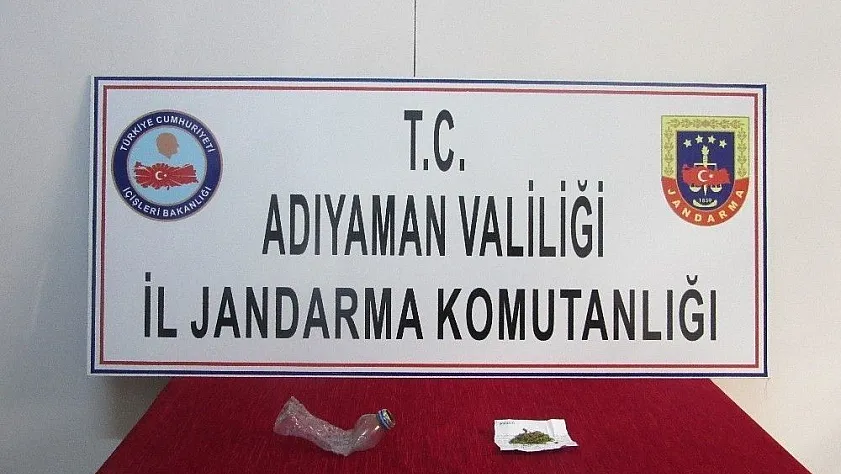 T.C.
ADIYAMAN VALİLİĞİ
İL JANDARMA KOMUTANLIĞI
TÜRKİYE CUMHURİYETİ
İÇİŞLERİ BAKANLIĞI
1839
JANDARMA